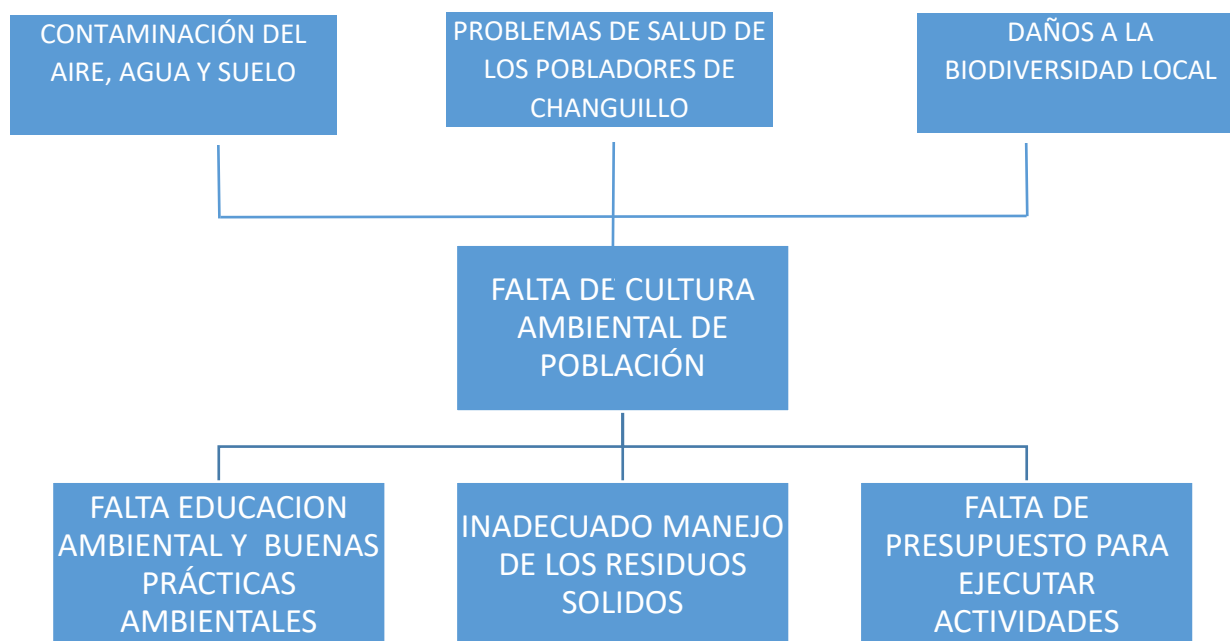 CONTAMINACIÓN DEL
AIRE, AGUA Y SUELO
PROBLEMAS DE SALUD DE
LOS POBLADORES DE
CHANGUILLO
DAÑOS A LA
BIODIVERSIDAD LOCAL
FALTA DE CULTURA
AMBIENTAL DE
POBLACIÓN
FALTA EDUCACION
AMBIENTAL Y BUENAS
PRÁCTICAS
AMBIENTALES
INADECUADO MANEJO
DE LOS RESIDUOS
SOLIDOS
FALTA DE
PRESUPUESTO PARA
EJECUTAR
ACTIVIDADES